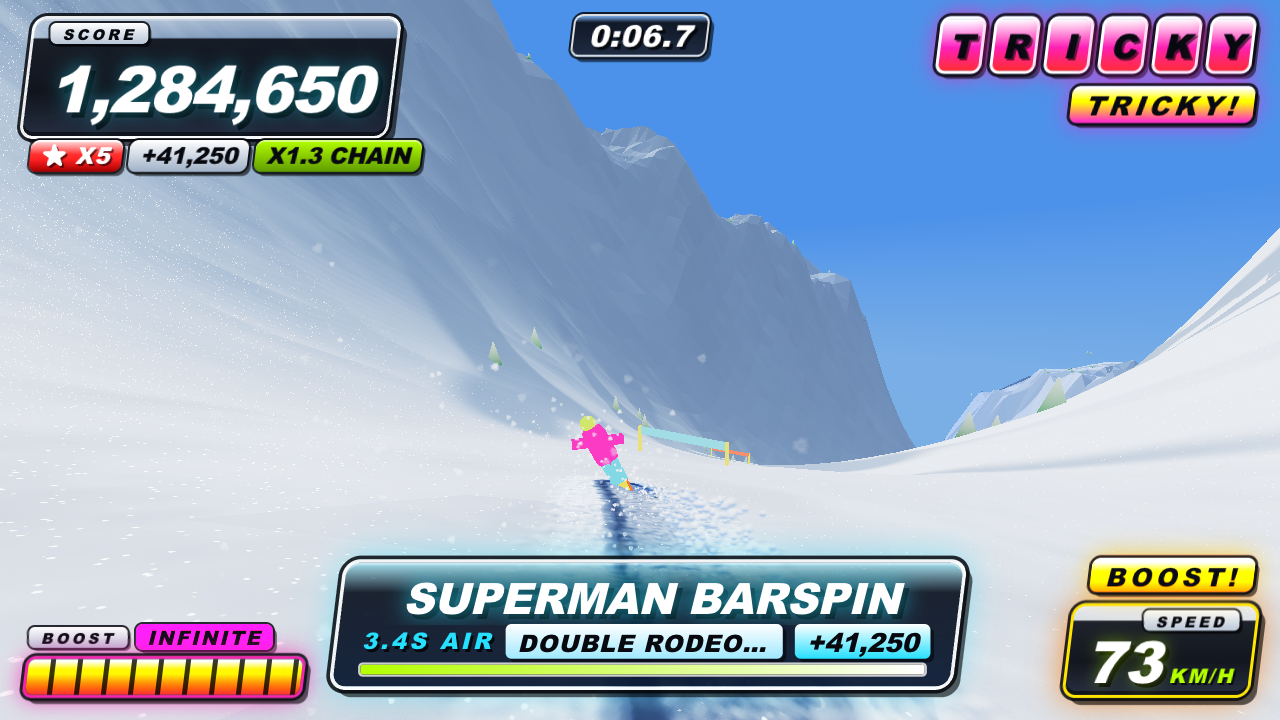 SCORE
1,284,650
X5
+41,250
X1.3 CHAIN
0:06.7
TRICKY
TRICKY!
SUPERMAN BARSPIN
3.4S AIR
DOUBLE RODEO...
+41,250
BOOST
INFINITE
BOOST!
SPEED
73 KM/H